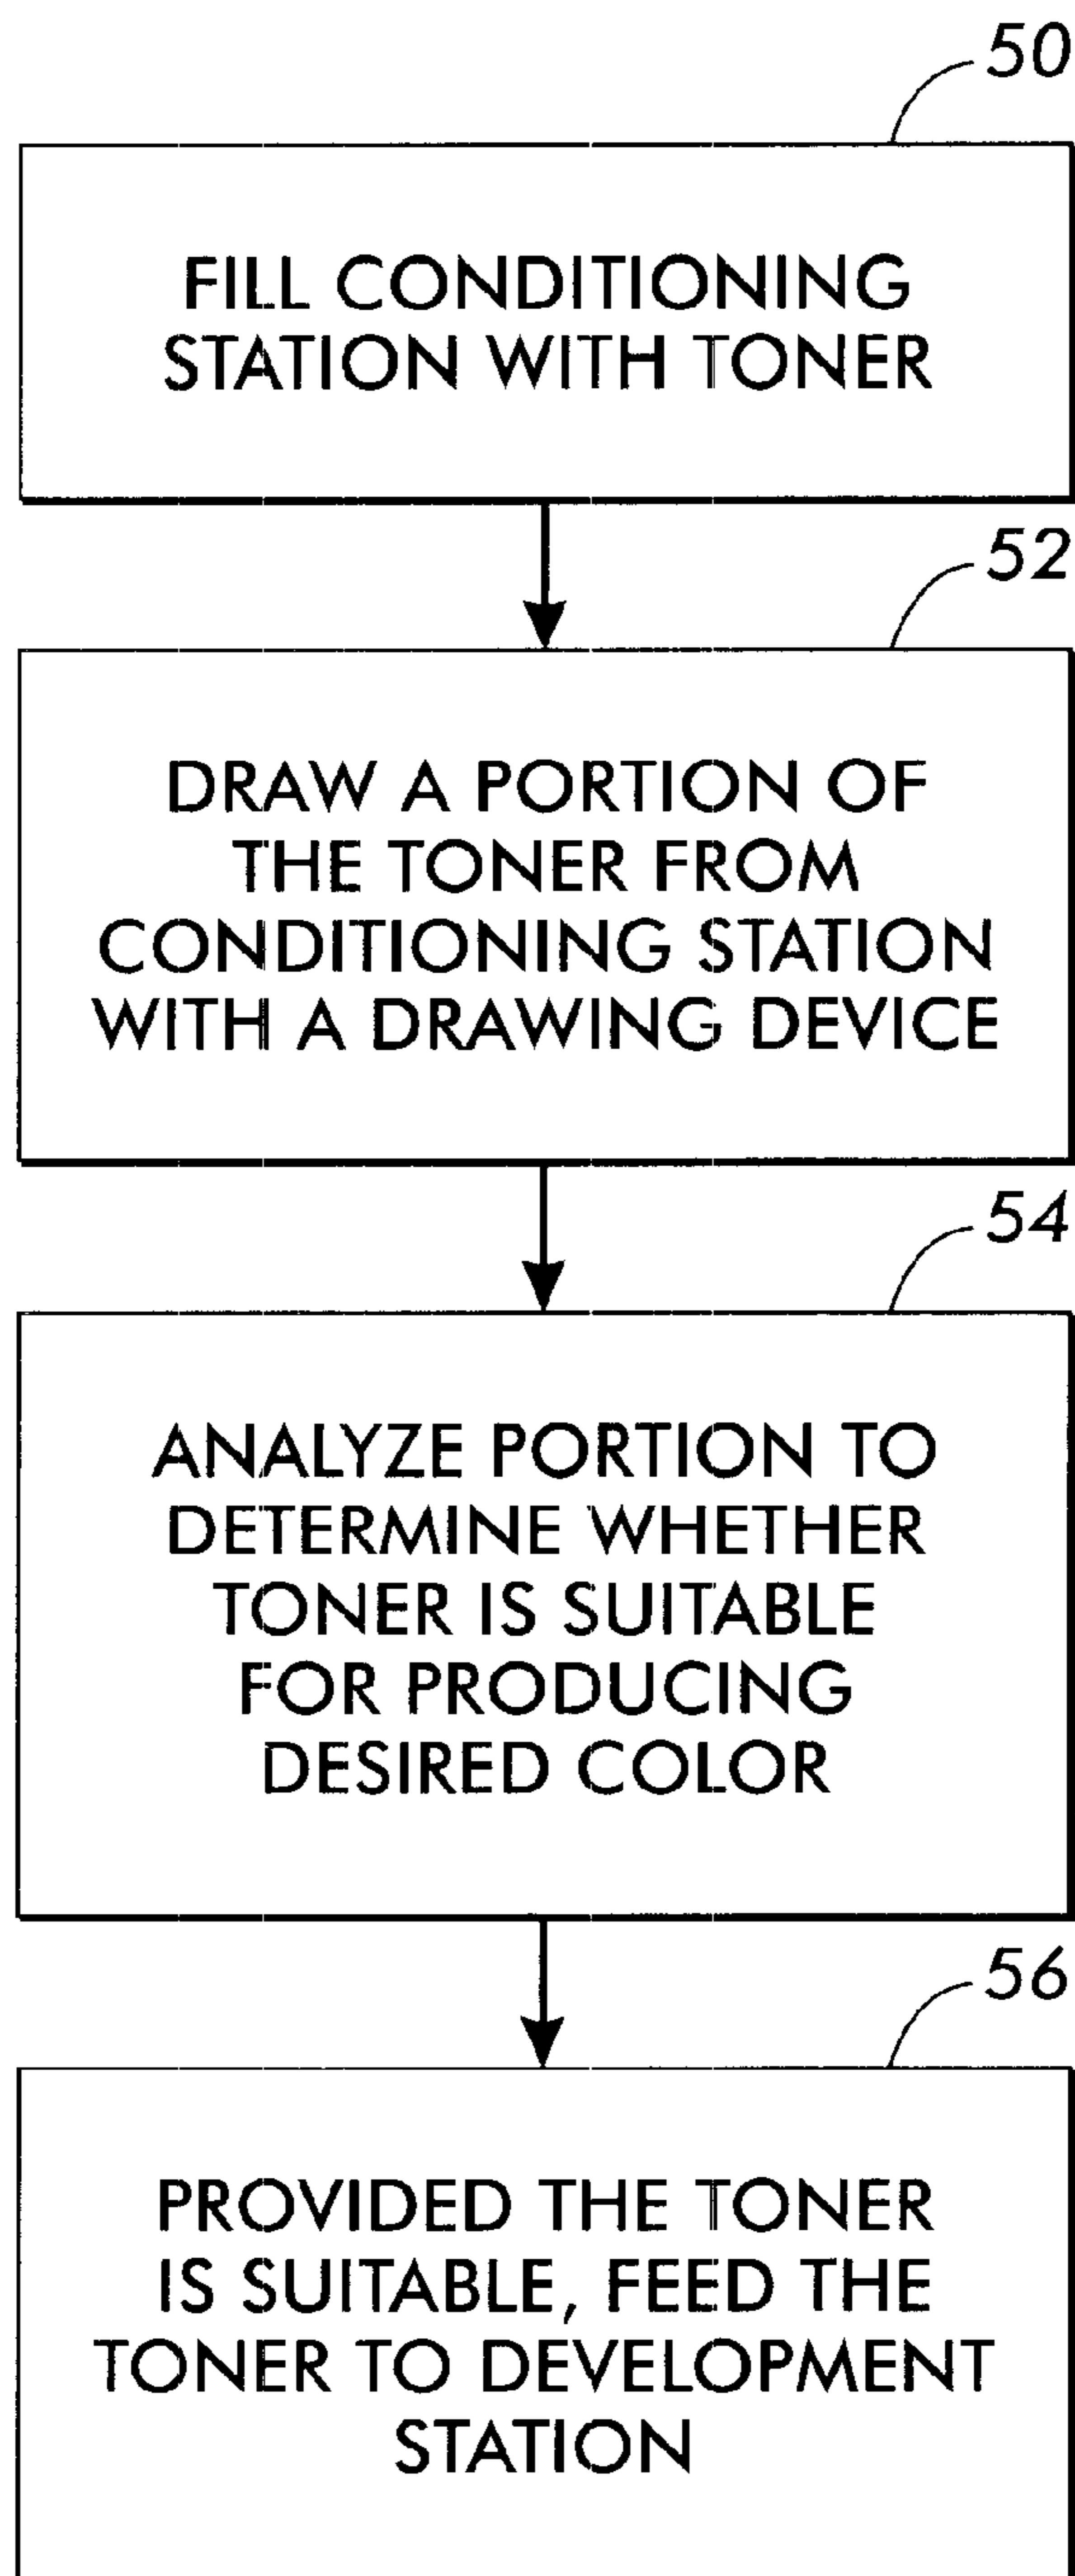 50
FILL CONDITIONING
STATION WITH TONER
52
DRAW A PORTION OF
THE TONER FROM
CONDITIONING STATION
WITH A DRAWING DEVICE
54
ANALYZE PORTION TO
DETERMINE WHETHER
TONER IS SUITABLE
FOR PRODUCING
DESIRED COLOR
56
PROVIDED THE TONER
IS SUITABLE, FEED THE
TONER TO DEVELOPMENT
STATION